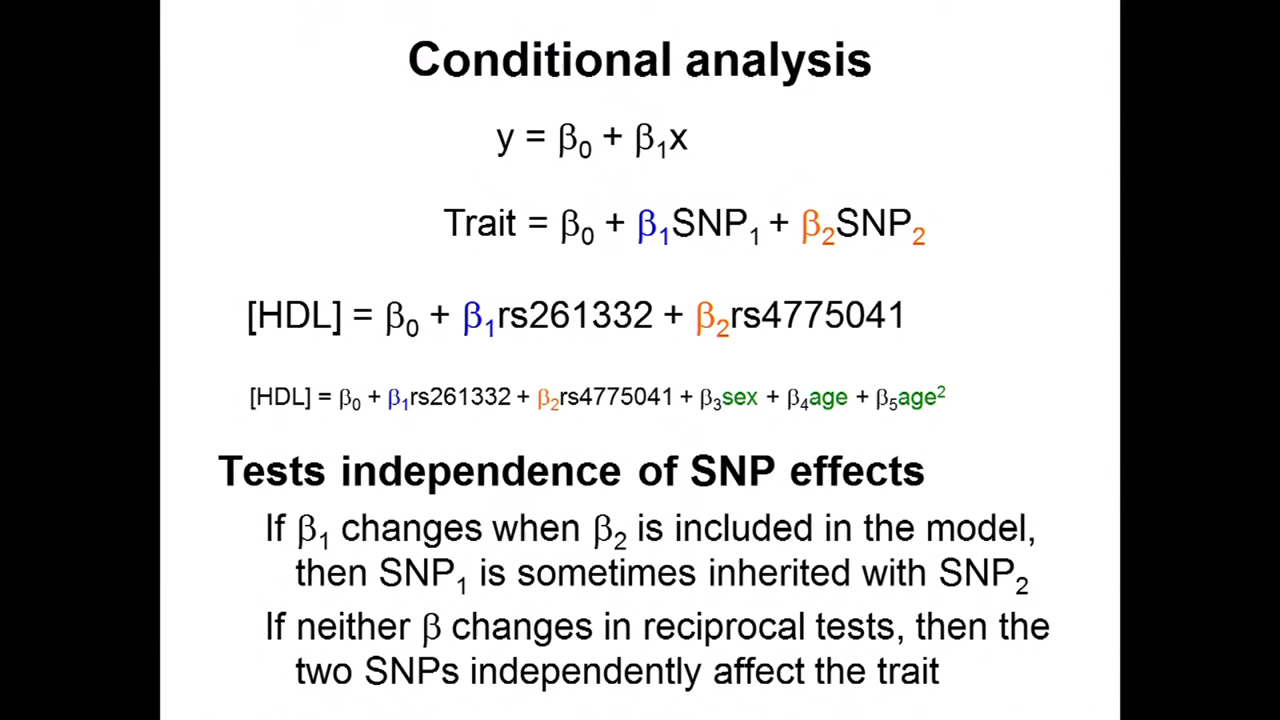 Conditional analysis
y = β₀ + β₁x
Trait = β₀ + β₁SNP₁ + β₂SNP₂
[HDL] = β₀ + β₁rs261332 + β₂rs4775041
[HDL] = β₀ + β₁rs261332 + β₂rs4775041 + β₃sex + β₄age + β₅age²
Tests independence of SNP effects
If β₁ changes when β₂ is included in the model,
then SNP₁ is sometimes inherited with SNP₂
If neither β changes in reciprocal tests, then the
two SNPs independently affect the trait